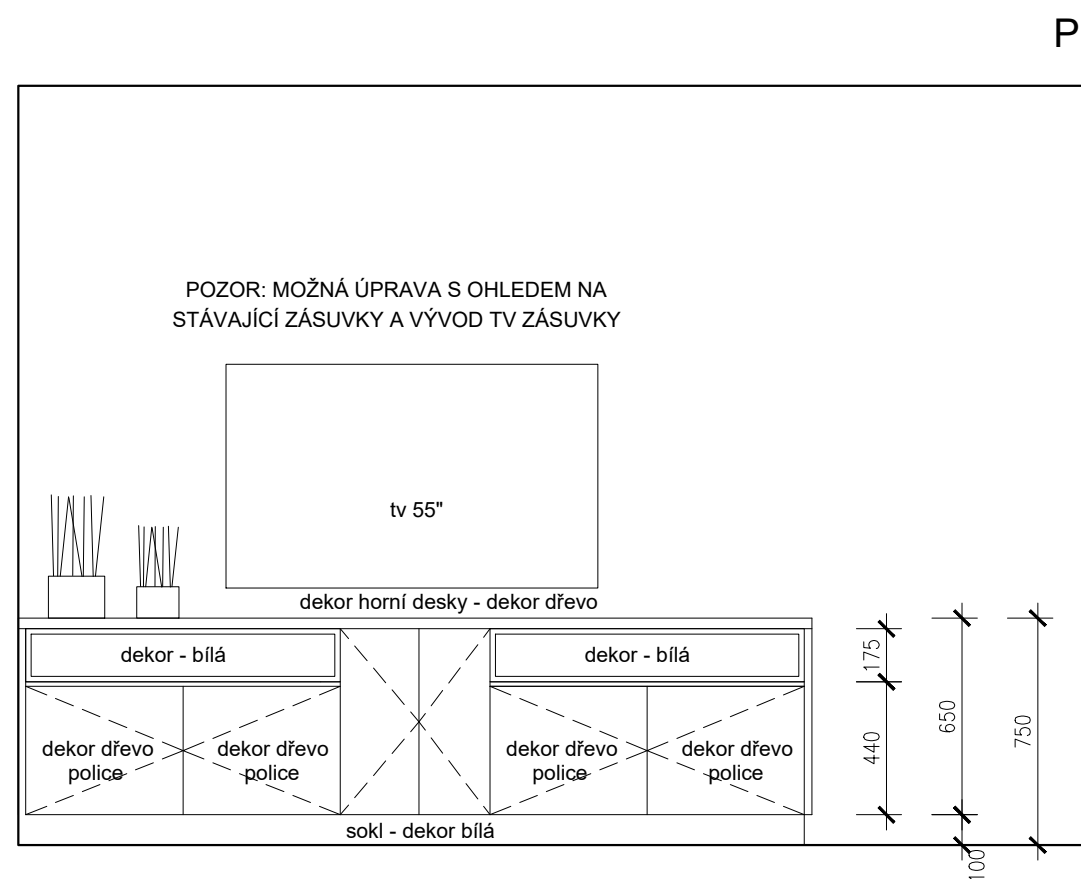 P
POZOR: MOŽNÁ ÚPRAVA S OHLEDEM NA
STÁVAJÍCÍ ZÁSUVKY A VÝVOD TV ZÁSUVKY
tv 55"
dekor horní desky - dekor dřevo
dekor - bílá
dekor - bílá
175
650
750
440
dekor dřevo
police
dekor dřevo
police
dekor dřevo
police
dekor dřevo
police
sokl - dekor bílá
100